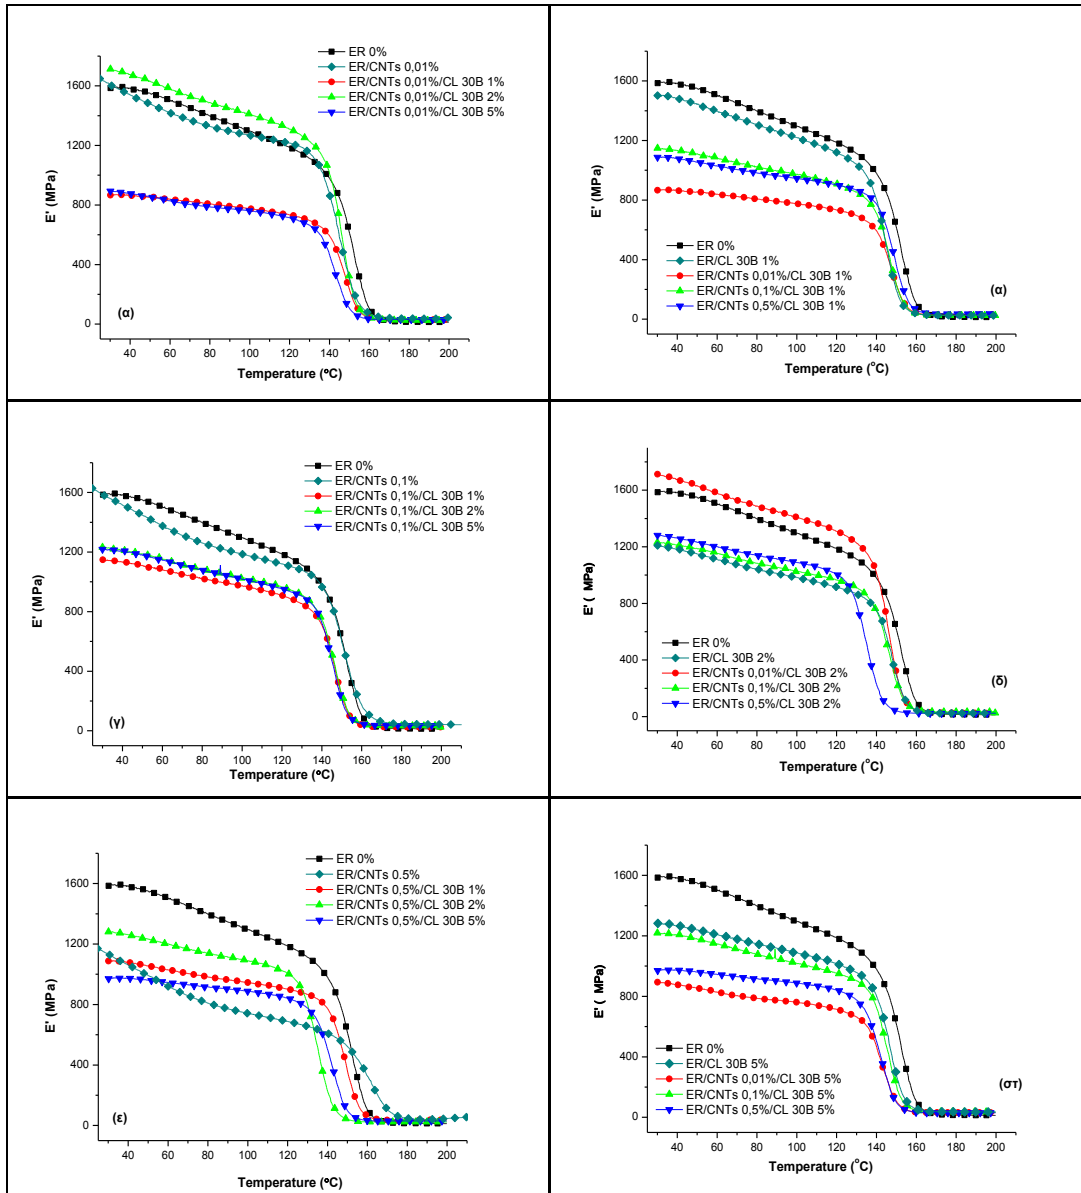 ER 0%
ER/CNTs 0,01%
ER/CNTs 0,01%/CL 30B 1%
ER/CNTs 0,01%/CL 30B 2%
ER/CNTs 0,01%/CL 30B 5%
1600
1200
800
400
0
E' (MPa)
(α)
40 60 80 100 120 140 160 180 200
Temperature (°C)
1600
1200
800
400
0
E' (MPa)
ER 0%
ER/CL 30B 1%
ER/CNTs 0,01%/CL 30B 1%
ER/CNTs 0,1%/CL 30B 1%
ER/CNTs 0,5%/CL 30B 1%
(α)
40 60 80 100 120 140 160 180 200
Temperature (°C)
ER 0%
ER/CNTs 0,1%
ER/CNTs 0,1%/CL 30B 1%
ER/CNTs 0,1%/CL 30B 2%
ER/CNTs 0,1%/CL 30B 5%
1600
1200
800
400
0
E' (MPa)
(γ)
40 60 80 100 120 140 160 180 200
Temperature (°C)
1600
1200
800
400
0
E' ( MPa)
ER 0%
ER/CL 30B 2%
ER/CNTs 0,01%/CL 30B 2%
ER/CNTs 0,1%/CL 30B 2%
ER/CNTs 0,5%/CL 30B 2%
(δ)
40 60 80 100 120 140 160 180 200
Temperature (°C)
ER 0%
ER/CNTs 0.5%
ER/CNTs 0,5%/CL 30B 1%
ER/CNTs 0,5%/CL 30B 2%
ER/CNTs 0,5%/CL 30B 5%
1600
1200
800
400
0
E' (MPa)
(ε)
40 60 80 100 120 140 160 180 200
Temperature (°C)
1600
1200
800
400
0
E' ( MPa)
ER 0%
ER/CL 30B 5%
ER/CNTs 0,01%/CL 30B 5%
ER/CNTs 0,1%/CL 30B 5%
ER/CNTs 0,5%/CL 30B 5%
(στ)
40 60 80 100 120 140 160 180 200
Temperature (°C)